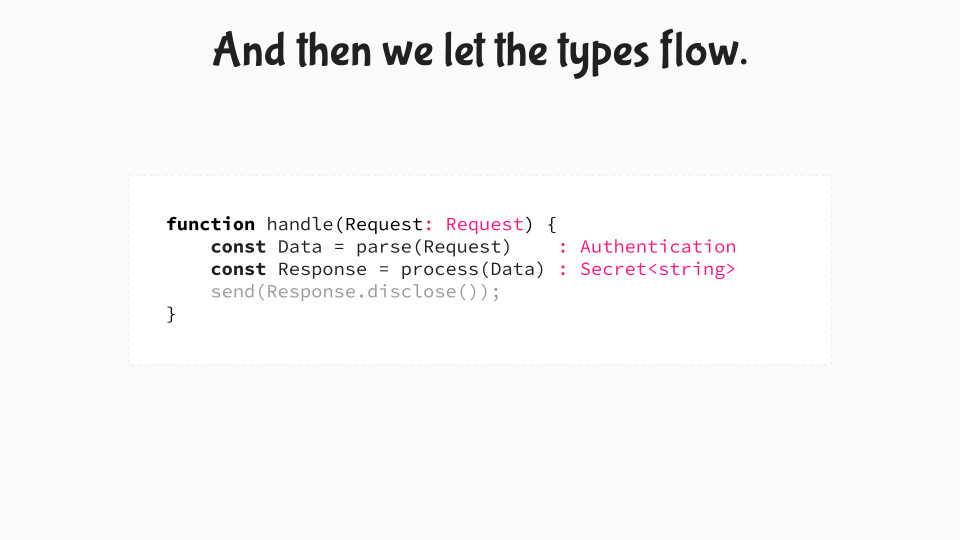 And then we let the types flow.
function handle(Request: Request) {
    const Data = parse(Request)    : Authentication
    const Response = process(Data) : Secret<string>
    send(Response.disclose());
}